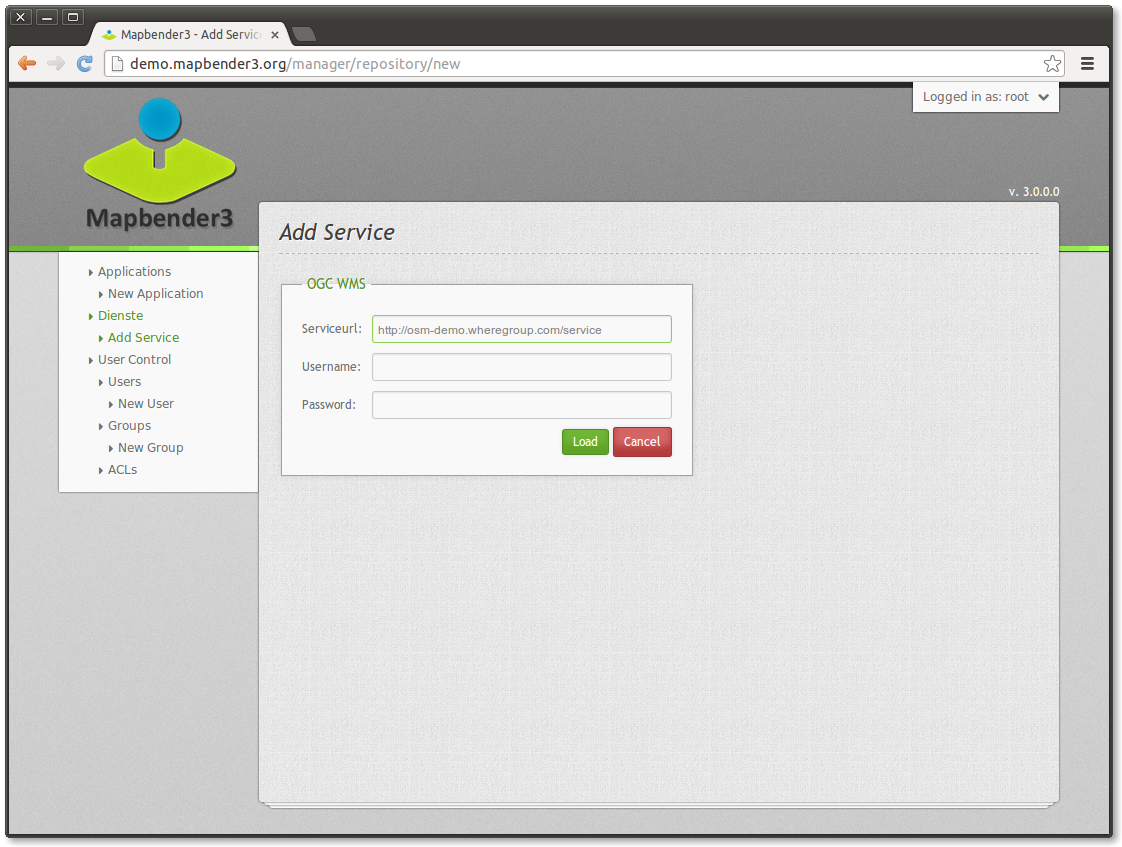 Mapbender3 - Add Servic
demo.mapbender3.org/manager/repository/new
Logged in as: root
Mapbender3
v. 3.0.0.0
Add Service
Applications
New Application
Dienste
Add Service
User Control
Users
New User
Groups
New Group
ACLs
OGC WMS
Serviceurl: http://osm-demo.wheregroup.com/service
Username:
Password:
Load Cancel